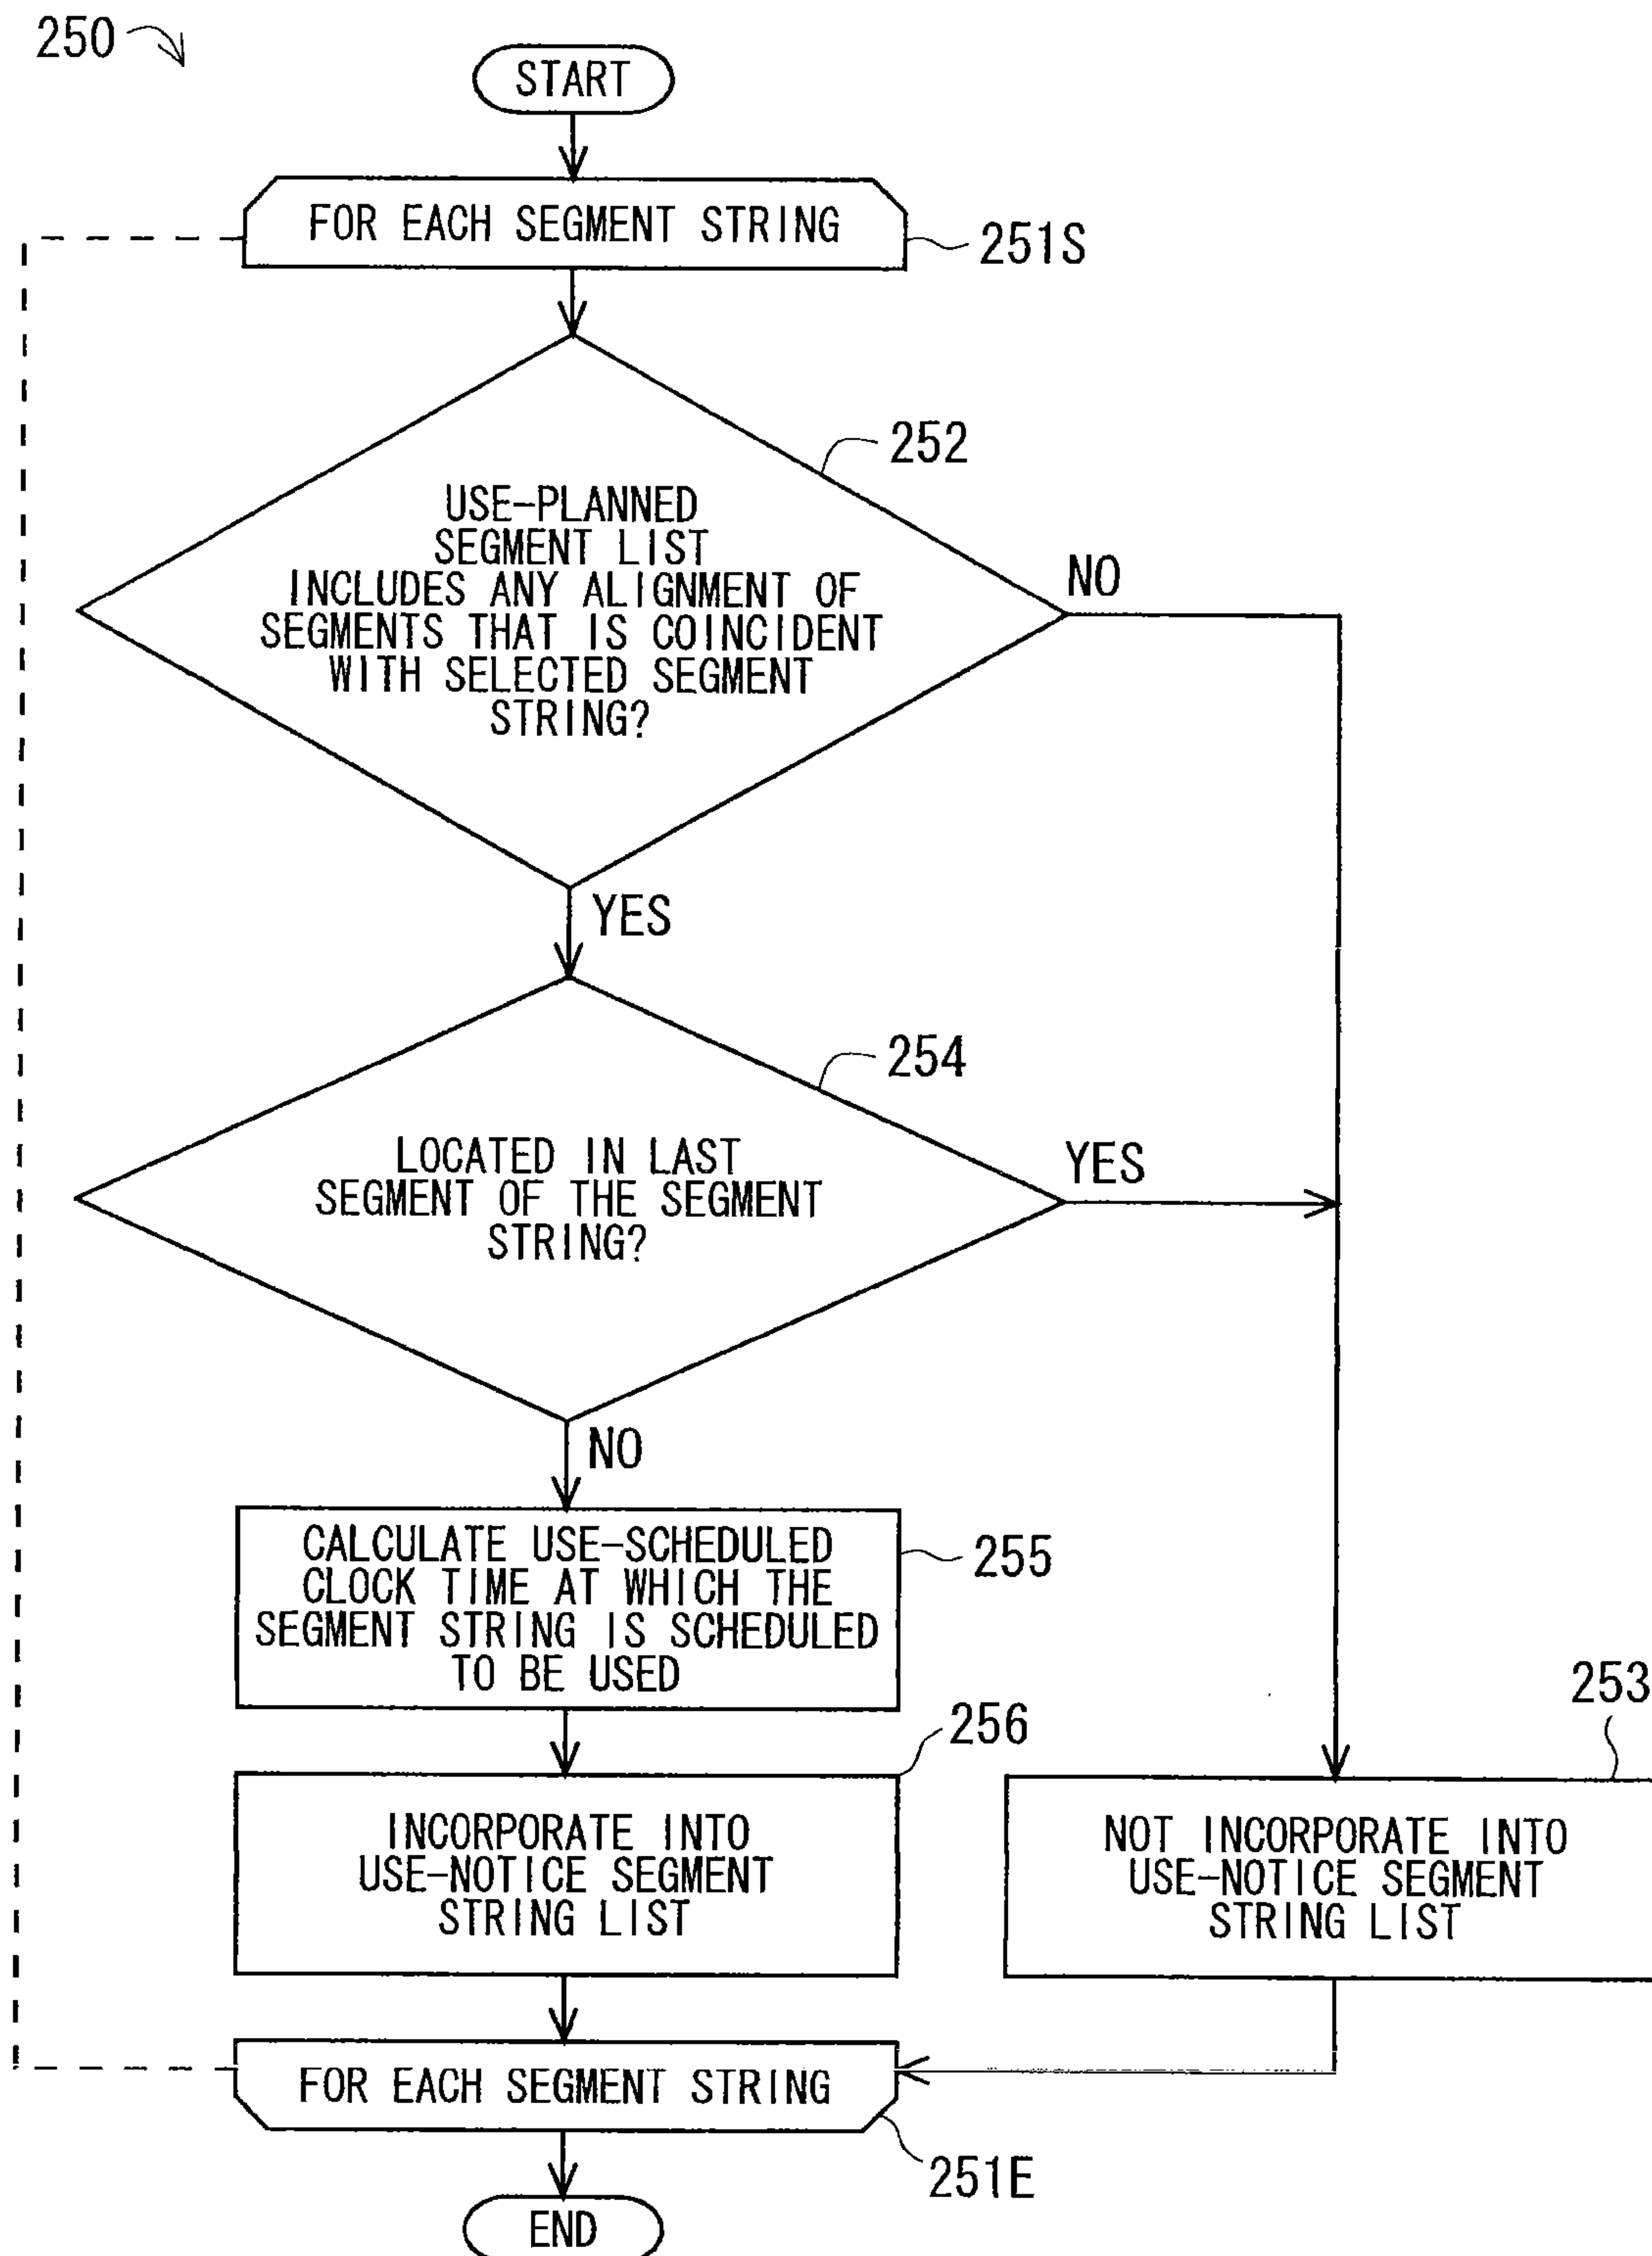 250
START
FOR EACH SEGMENT STRING
251S
252
USE-PLANNED
SEGMENT LIST
INCLUDES ANY ALIGNMENT OF
SEGMENTS THAT IS COINCIDENT
WITH SELECTED SEGMENT
STRING?
NO
YES
254
LOCATED IN LAST
SEGMENT OF THE SEGMENT
STRING?
YES
NO
CALCULATE USE-SCHEDULED
CLOCK TIME AT WHICH THE
SEGMENT STRING IS SCHEDULED
TO BE USED
255
256
INCORPORATE INTO
USE-NOTICE SEGMENT
STRING LIST
253
NOT INCORPORATE INTO
USE-NOTICE SEGMENT
STRING LIST
FOR EACH SEGMENT STRING
251E
END